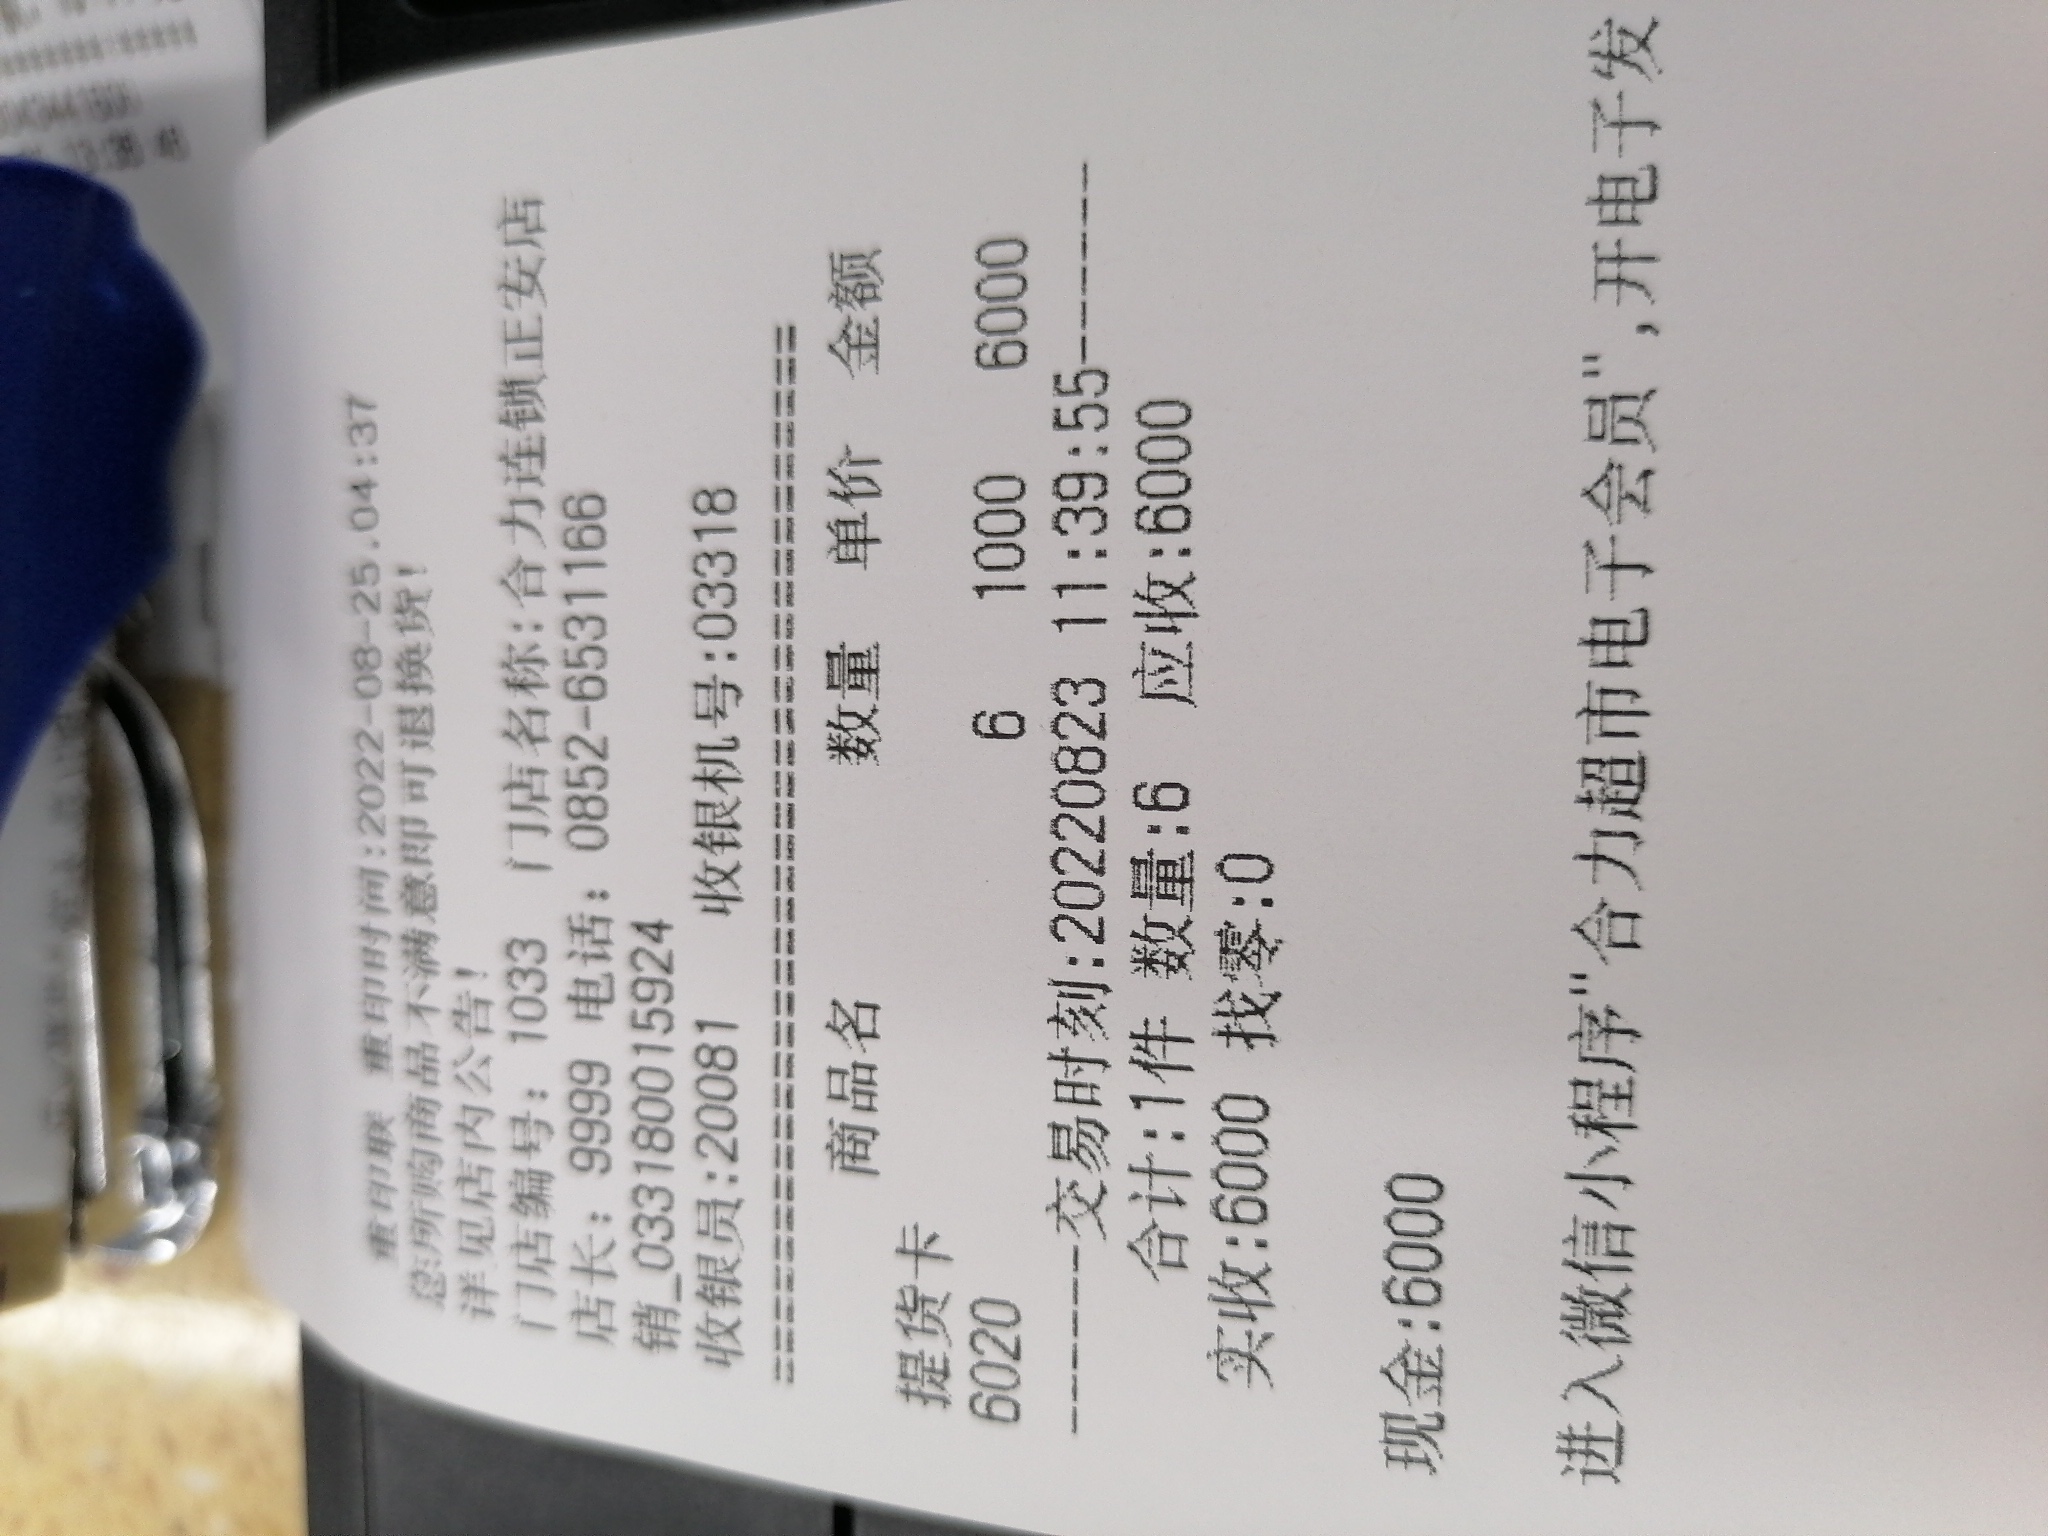 重印联 重印时间:2022-08-25.04:37
您所购商品不满意即可退换货!
详见店内公告!
门店编号: 1033 门店名称:合力连锁正安店
店长: 9999 电话: 0852-6531166
销_033180015924
收银员:20081 收银机号:03318
================================
商品名 数量 单价 金额
提货卡
6020 6 1000 6000
------交易时刻:20220823 11:39:55------
合计:1件 数量:6 应收:6000
实收:6000 找零:0
现金:6000
进入微信小程序"合力超市电子会员",开电子发